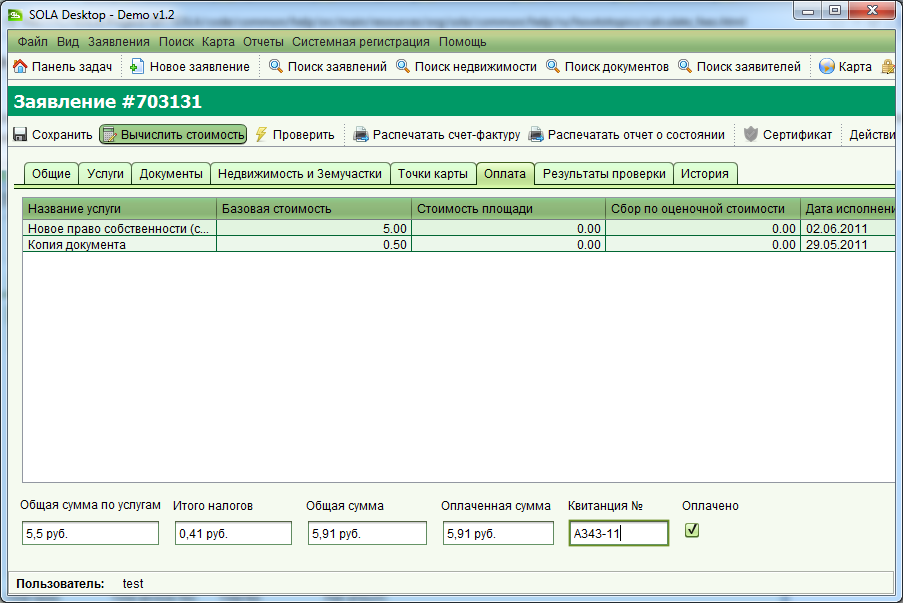 SOLA Desktop - Demo v1.2
Файл Вид Заявления Поиск Карта Отчеты Системная регистрация Помощь
Панель задач Новое заявление Поиск заявлений Поиск недвижимости Поиск документов Поиск заявителей Карта
Заявление #703131
Сохранить Вычислить стоимость Проверить Распечатать счет-фактуру Распечатать отчет о состоянии Сертификат Действи
Общие Услуги Документы Недвижимость и Земучастки Точки карты Оплата Результаты проверки История
Название услуги Базовая стоимость Стоимость площади Сбор по оценочной стоимости Дата исполнени
Новое право собственности (с... 5.00 0.00 0.00 02.06.2011
Копия документа 0.50 0.00 0.00 29.05.2011
Общая сумма по услугам Итого налогов Общая сумма Оплаченная сумма Квитанция № Оплачено
5,5 руб. 0,41 руб. 5,91 руб. 5,91 руб. А343-11
Пользователь: test